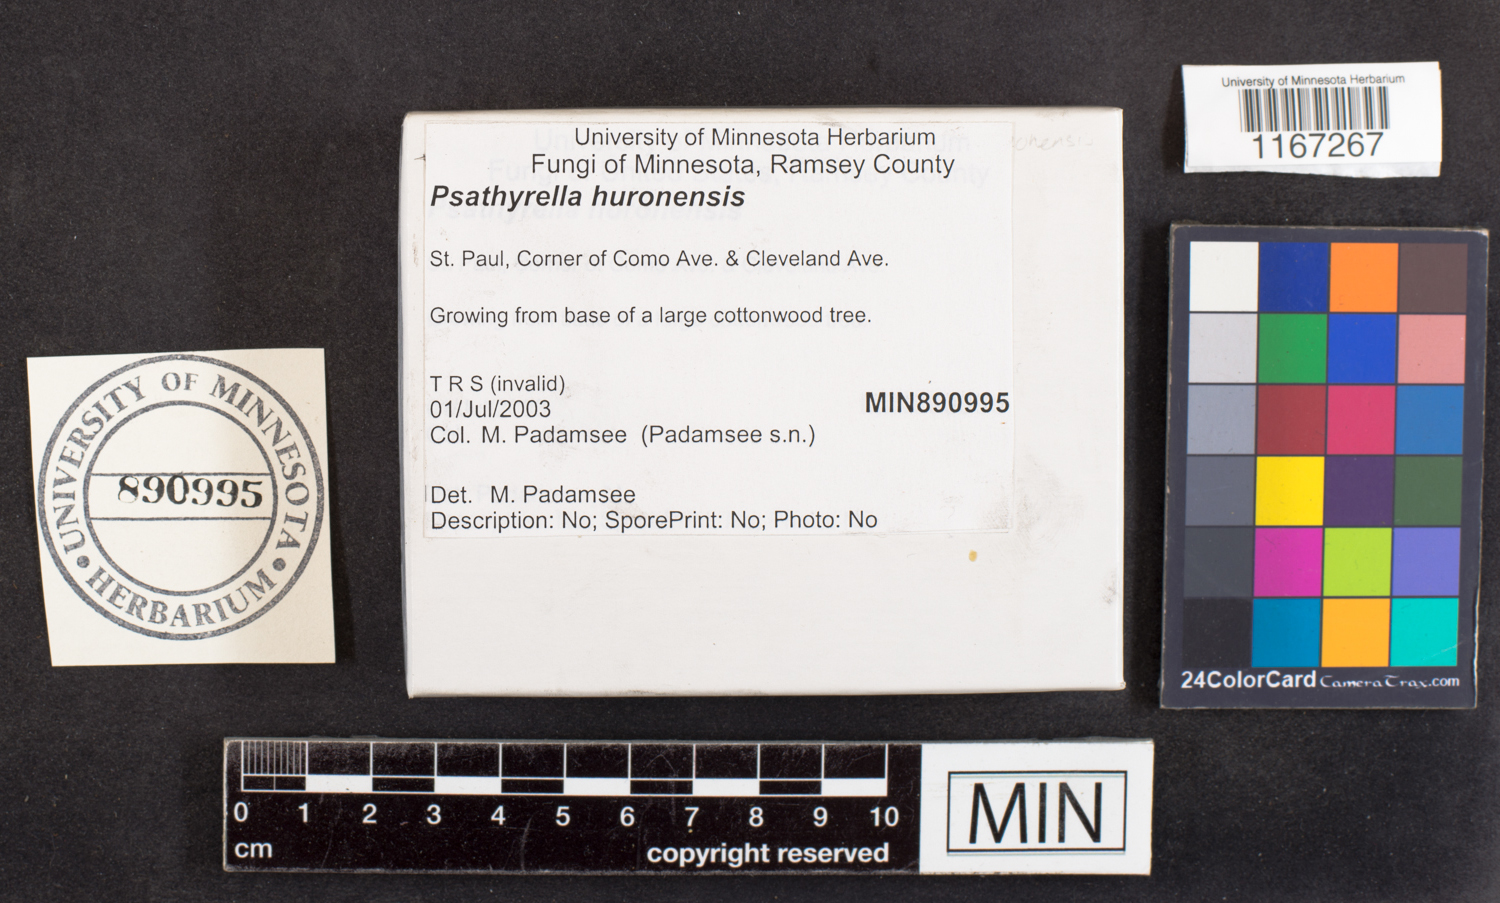 University of Minnesota Herbarium
Fungi of Minnesota, Ramsey County
Psathyrella huronensis
St. Paul, Corner of Como Ave. & Cleveland Ave.
Growing from base of a large cottonwood tree.
T R S (invalid)
01/Jul/2003
MIN890995
Col. M. Padamsee (Padamsee s.n.)
Det. M. Padamsee
Description: No; SporePrint: No; Photo: No
University of Minnesota Herbarium
1167267
UNIVERSITY OF MINNESOTA
890995
HERBARIUM
24ColorCard CameraTrax.com
0 1 2 3 4 5 6 7 8 9 10
cm
copyright reserved
MIN